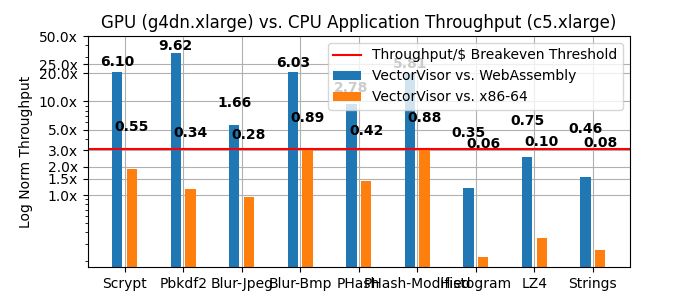 GPU (g4dn.xlarge) vs. CPU Application Throughput (c5.xlarge)
Log Norm Throughput
50.0x
25.0x
20.0x
10.0x
5.0x
3.0x
2.0x
1.5x
1.0x
Throughput/$ Breakeven Threshold
VectorVisor vs. WebAssembly
VectorVisor vs. x86-64
6.10
0.55
9.62
0.34
1.66
0.28
6.03
0.89
2.78
0.42
5.81
0.88
0.35
0.06
0.75
0.10
0.46
0.08
Scrypt
Pbkdf2
Blur-Jpeg
Blur-Bmp
PHash
PHash-Modified
Histogram
LZ4
Strings